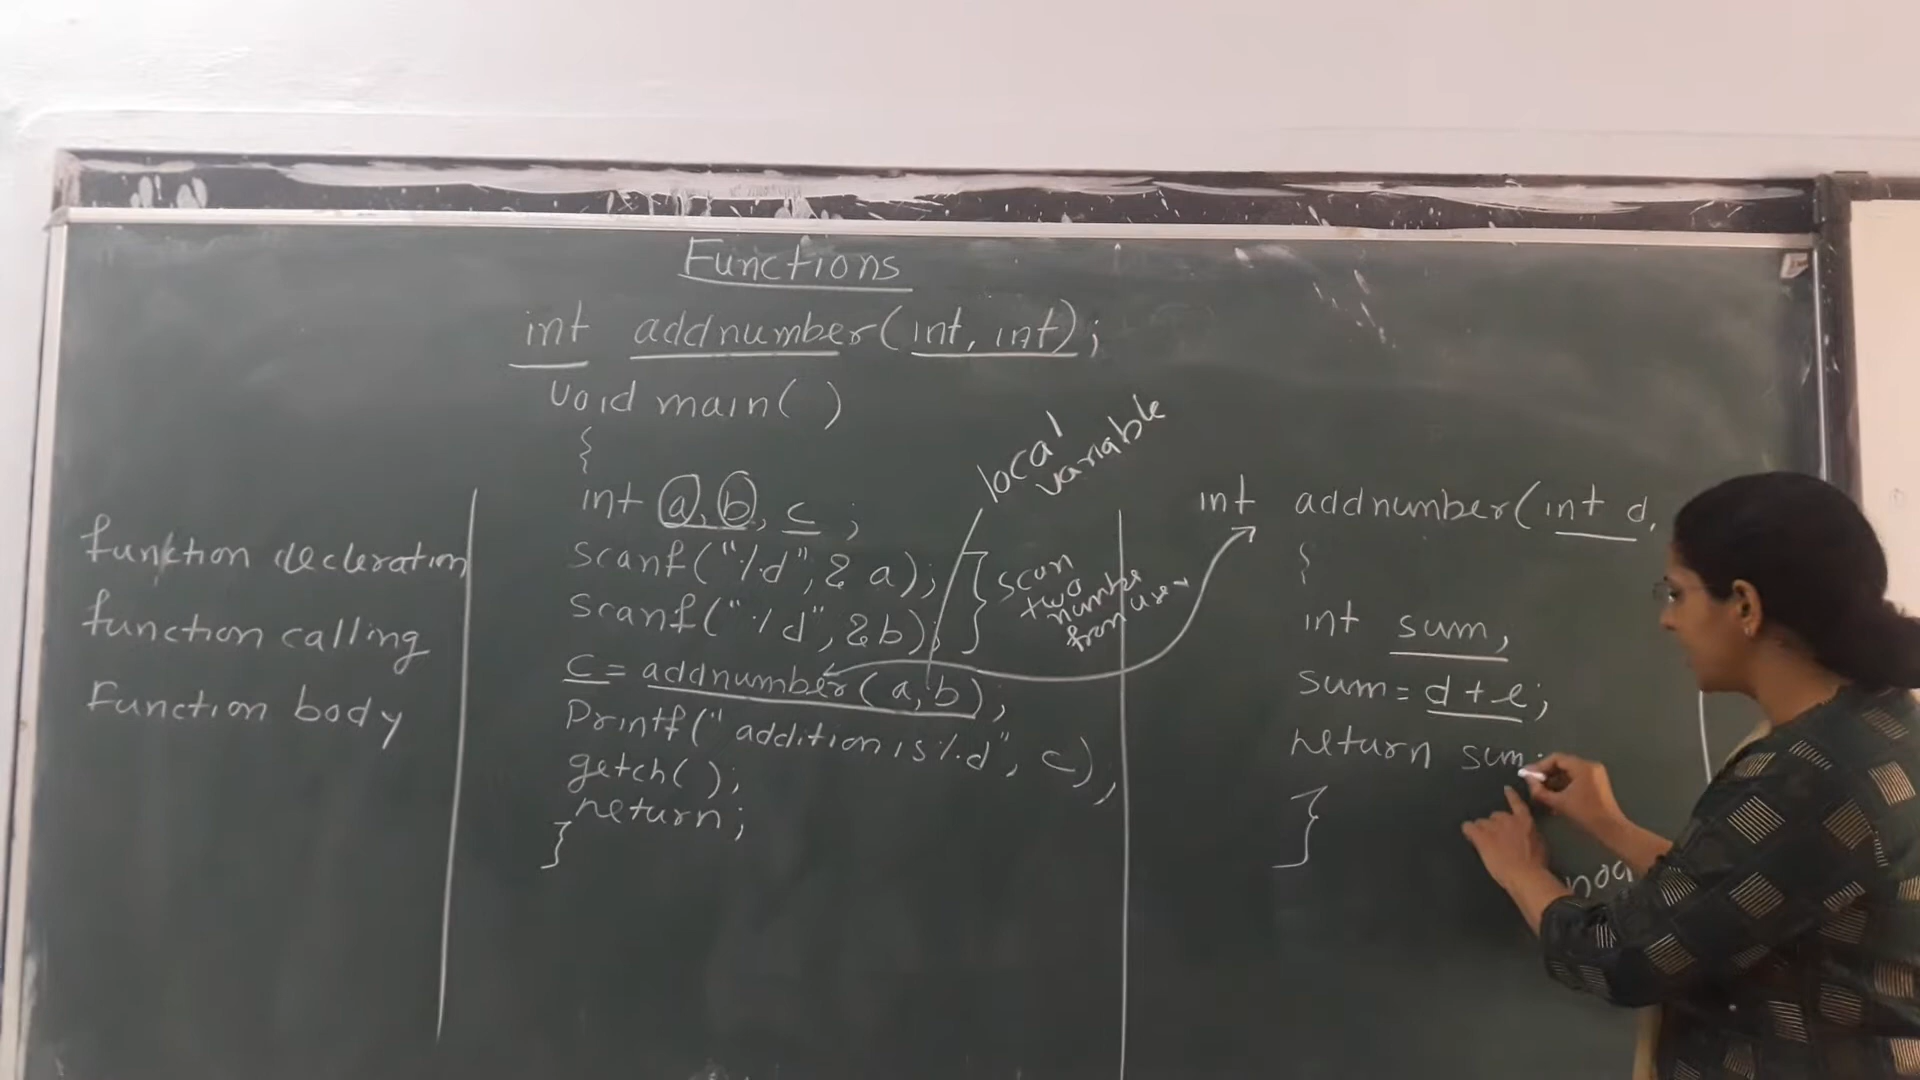 Functions
int addnumber(int, int);
void main( )
{
int a, b, c ;
scanf("%d", & a);
scanf("%d", &b);
c = addnumber(a,b);
Printf("addition is %d", c);
getch( );
return;
}
function decleration
function calling
Function body
local
variable
scan
two
number
from user
int addnumber(int d,
{
int sum,
sum = d + e;
return sum;
}